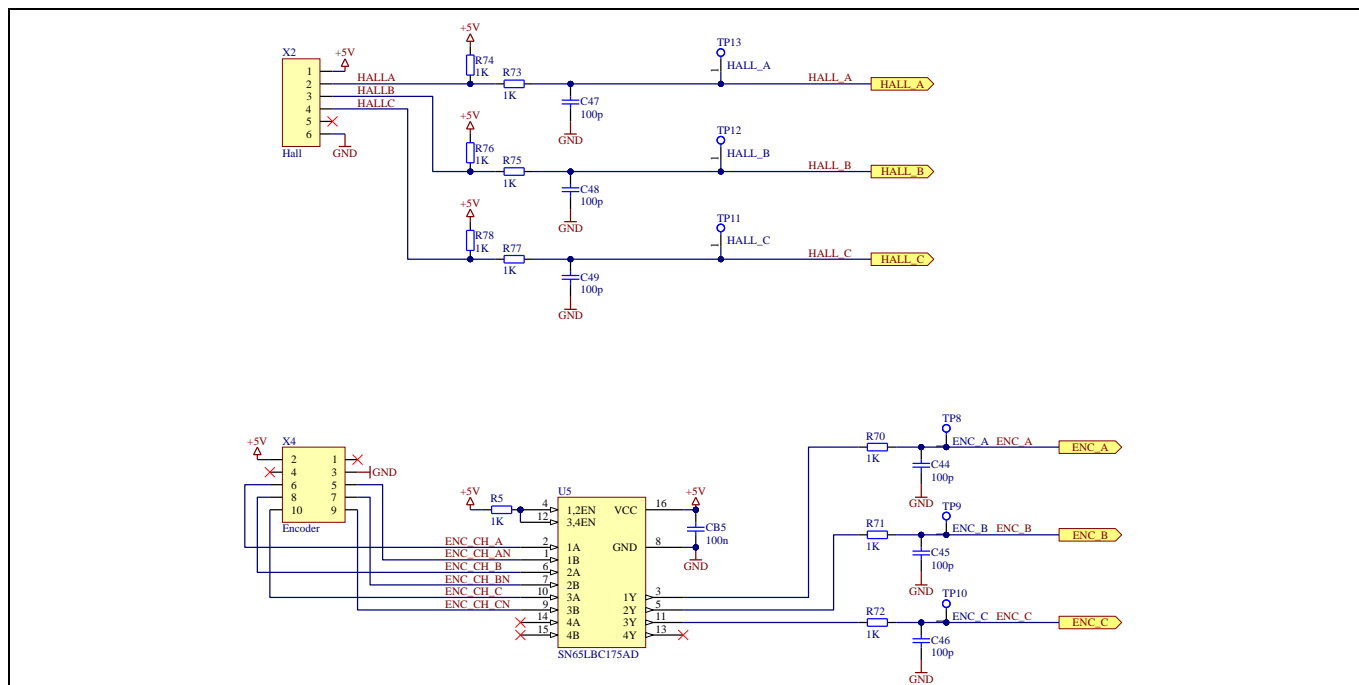 X2
+5V
1
2
3
4
5
6
Hall
GND
HALLA
HALLB
HALLC
+5V
R74
1K
R73
1K
C47
100p
GND
TP13
1
HALL_A
HALL_A
HALL_A
+5V
R76
1K
R75
1K
C48
100p
GND
TP12
1
HALL_B
HALL_B
HALL_B
+5V
R78
1K
R77
1K
C49
100p
GND
TP11
1
HALL_C
HALL_C
HALL_C
X4
+5V
2 1
4 3
6 5
8 7
10 9
GND
Encoder
+5V
R5
1K
ENC_CH_A
ENC_CH_AN
ENC_CH_B
ENC_CH_BN
ENC_CH_C
ENC_CH_CN
U5
4 1,2EN
12 3,4EN
2 1A
1 1B
6 2A
7 2B
10 3A
9 3B
14 4A
15 4B
VCC 16
GND 8
1Y 3
2Y 5
3Y 11
4Y 13
SN65LBC175AD
+5V
CB5
100n
GND
R70
1K
C44
100p
GND
TP8
ENC_A ENC_A
ENC_A
R71
1K
C45
100p
GND
TP9
ENC_B ENC_B
ENC_B
R72
1K
C46
100p
GND
TP10
ENC_C ENC_C
ENC_C